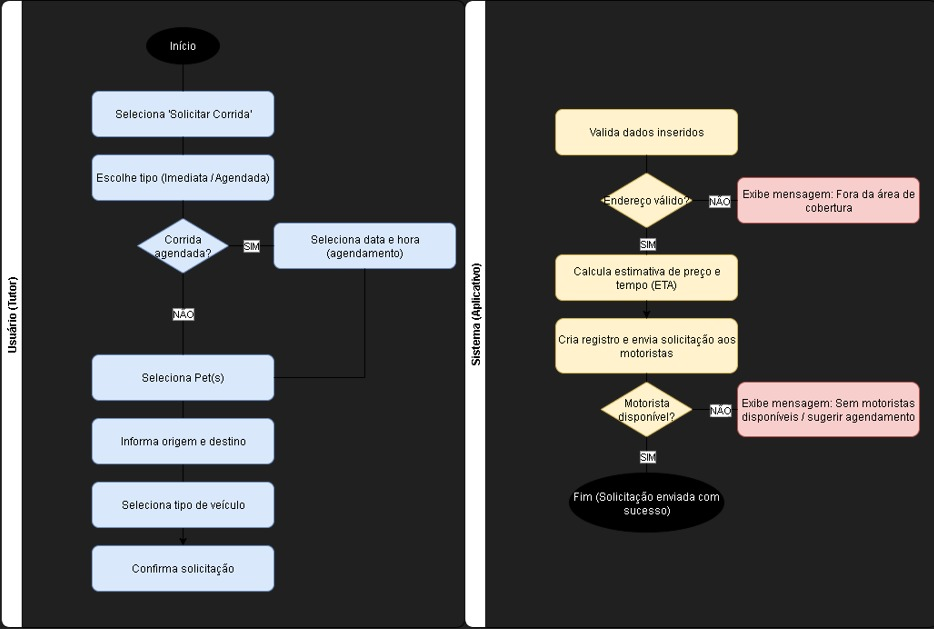 Usuário (Tutor)
Início
Seleciona 'Solicitar Corrida'
Escolhe tipo (Imediata / Agendada)
Corrida
agendada?
SIM
Seleciona data e hora
(agendamento)
NÃO
Seleciona Pet(s)
Informa origem e destino
Seleciona tipo de veículo
Confirma solicitação
Sistema (Aplicativo)
Valida dados inseridos
Endereço válido?
NÃO
Exibe mensagem: Fora da área de
cobertura
SIM
Calcula estimativa de preço e
tempo (ETA)
Cria registro e envia solicitação aos
motoristas
Motorista
disponível?
NÃO
Exibe mensagem: Sem motoristas
disponíveis / sugerir agendamento
SIM
Fim (Solicitação enviada com
sucesso)